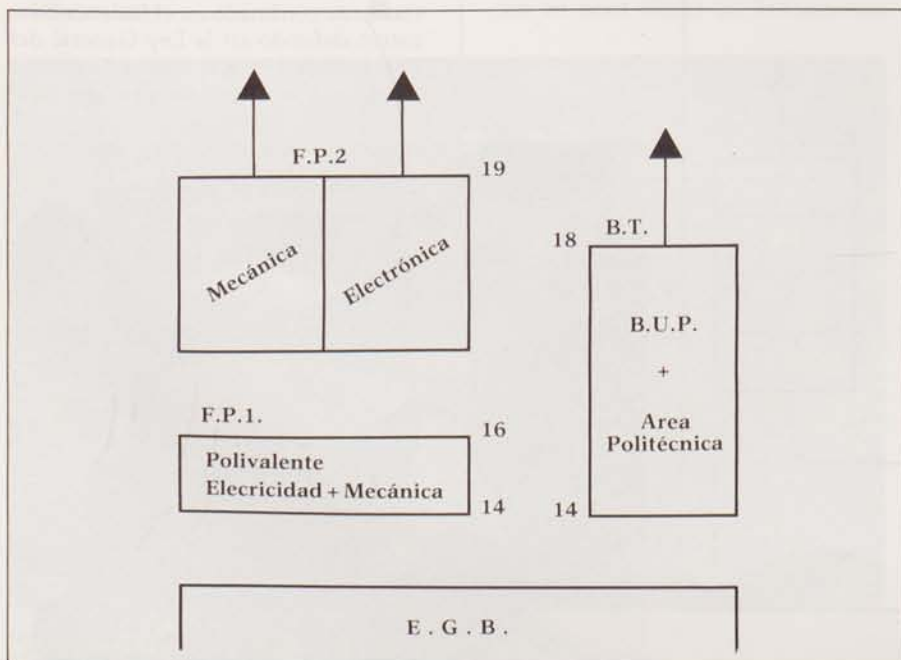 F.P.2
19
Mecánica
Electrónica
18
B.T.
B.U.P.
+
Area
Politécnica
F.P.1.
16
Polivalente
Elecricidad + Mecánica
14
14
E.G.B.